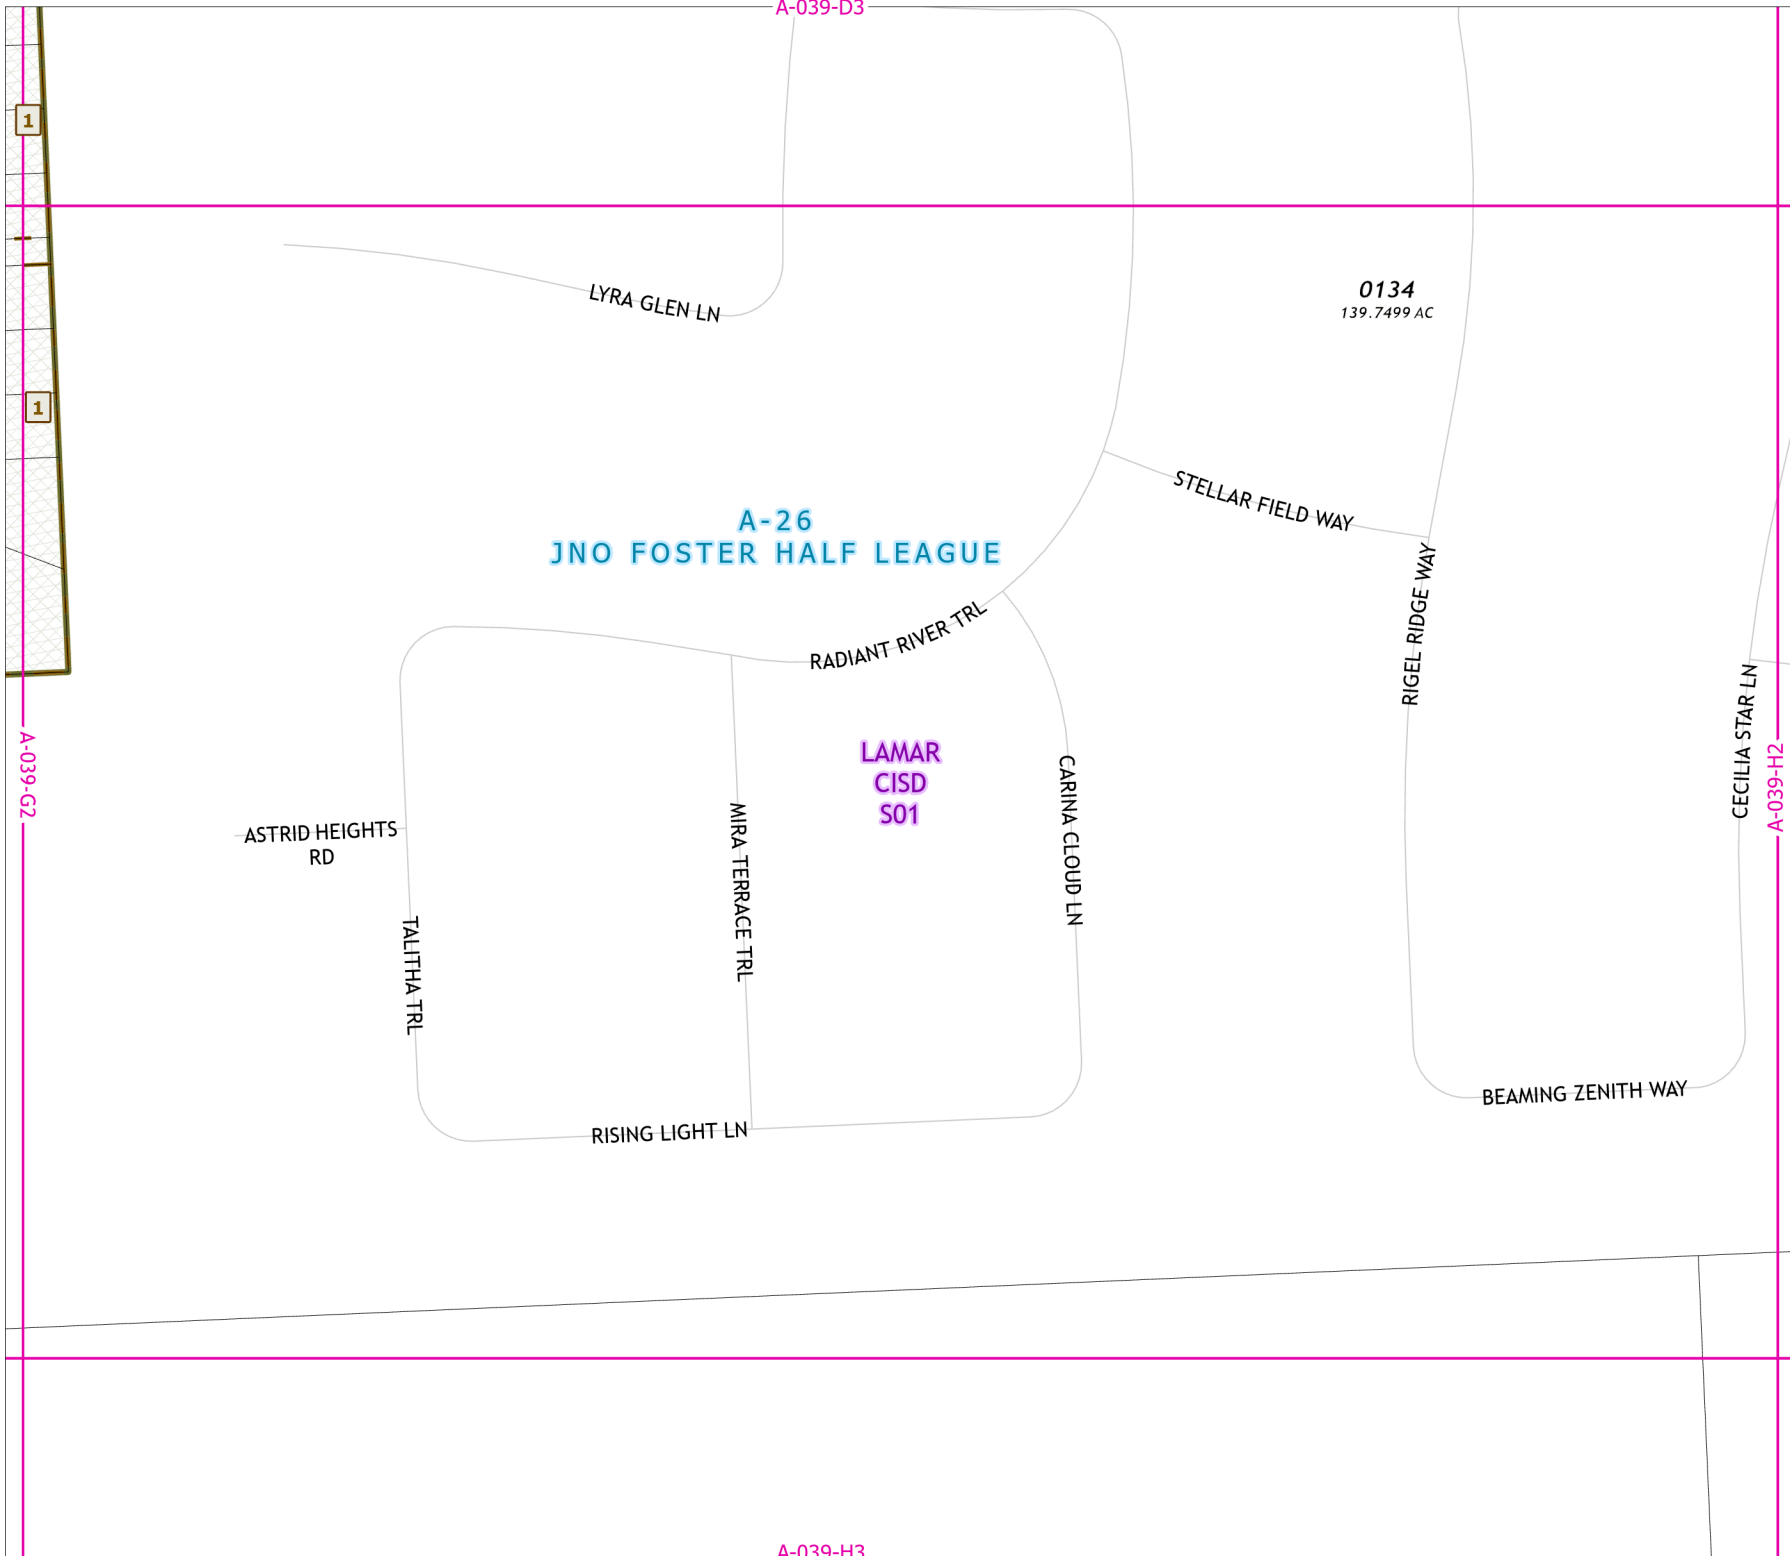 A-039-D3
1
LYRA GLEN LN
0134
139.7499 AC
1
STELLAR FIELD WAY
A-26
JNO FOSTER HALF LEAGUE
RADIANT RIVER TRL
RIGEL RIDGE WAY
CECILIA STAR LN
A-039-G2
LAMAR
CISD
S01
A-039-H2
CARINA CLOUD LN
MIRA TERRACE TRL
ASTRID HEIGHTS
RD
TALITHA TRL
BEAMING ZENITH WAY
RISING LIGHT LN
A-039-H3